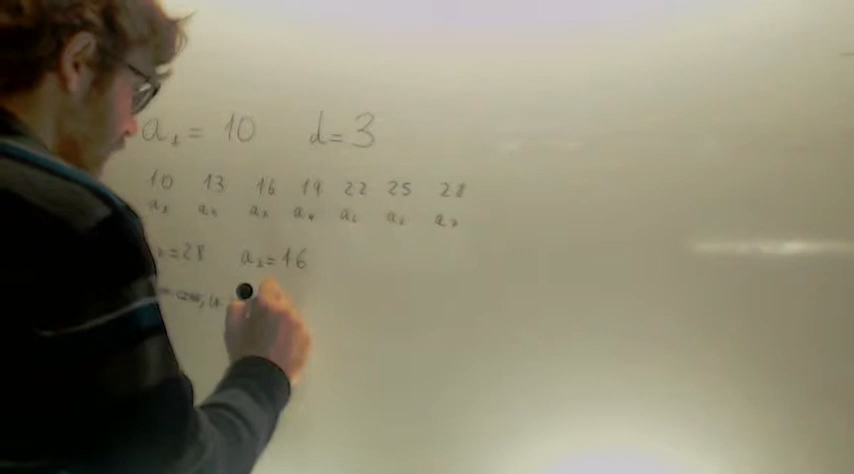 a₁ = 10 d = 3
10 13 16 19 22 25 28
a₁ a₂ a₃ a₄ a₅ a₆ a₇
=28 a₃=16